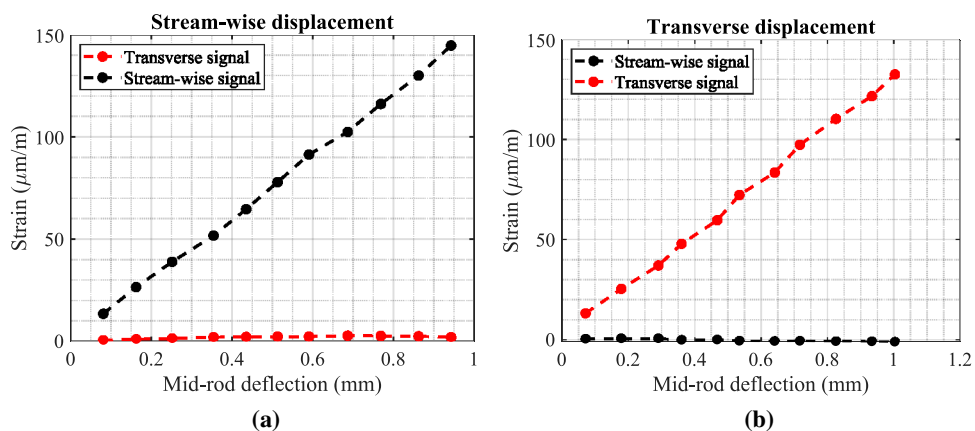 Stream-wise displacement
150
100
50
0
Strain (μm/m)
Transverse signal
Stream-wise signal
0 0.2 0.4 0.6 0.8 1
Mid-rod deflection (mm)
(a)
Transverse displacement
150
100
50
0
Strain (μm/m)
Stream-wise signal
Transverse signal
0 0.2 0.4 0.6 0.8 1 1.2
Mid-rod deflection (mm)
(b)